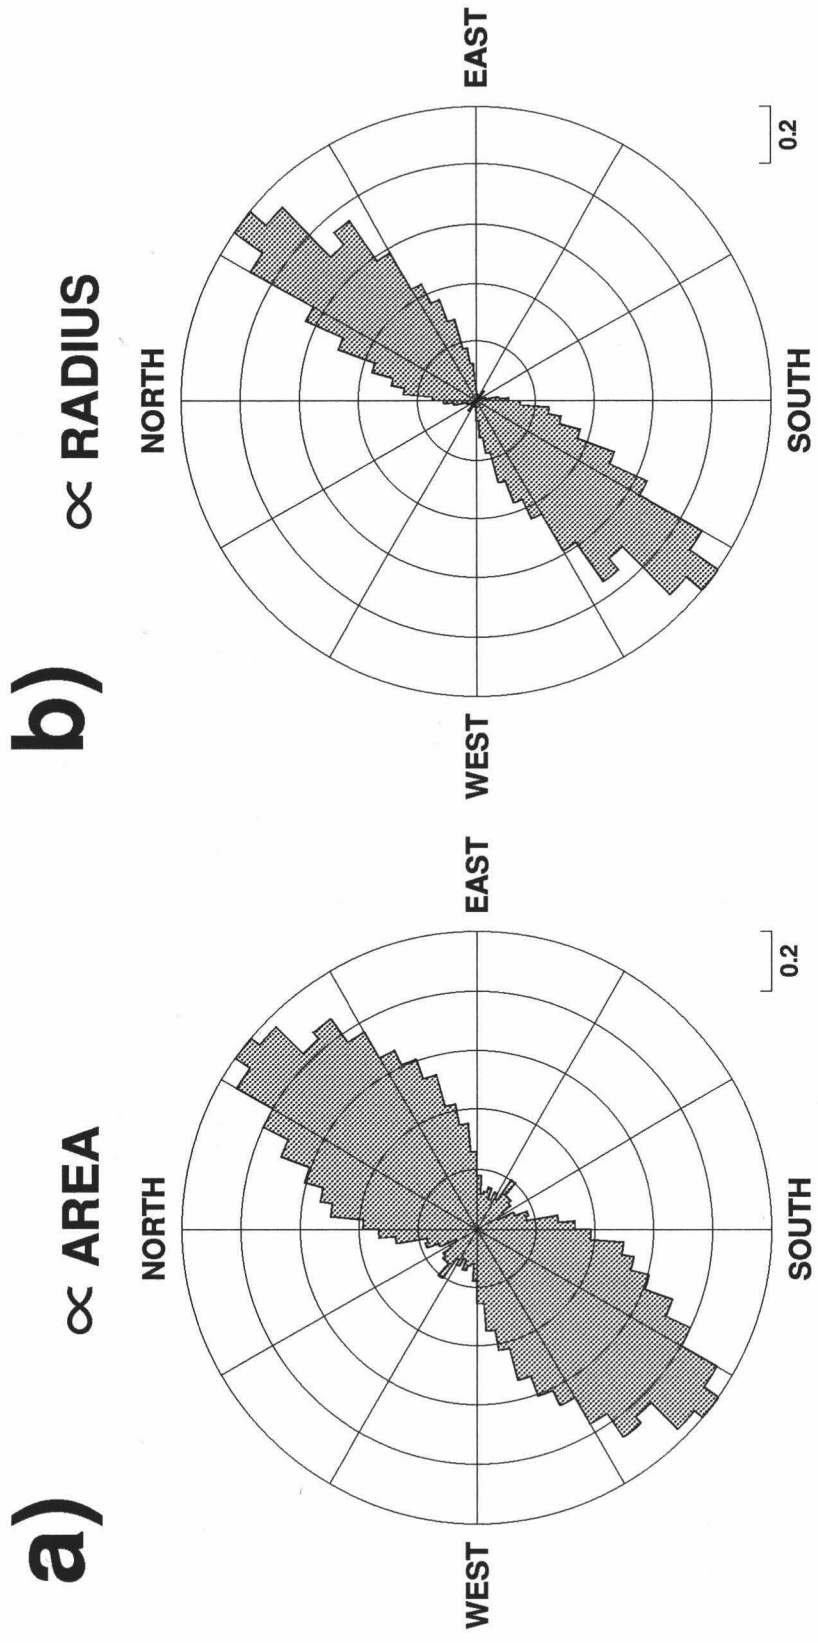 a)
∝ AREA
NORTH
WEST
EAST
SOUTH
0.2
b)
∝ RADIUS
NORTH
WEST
EAST
SOUTH
0.2